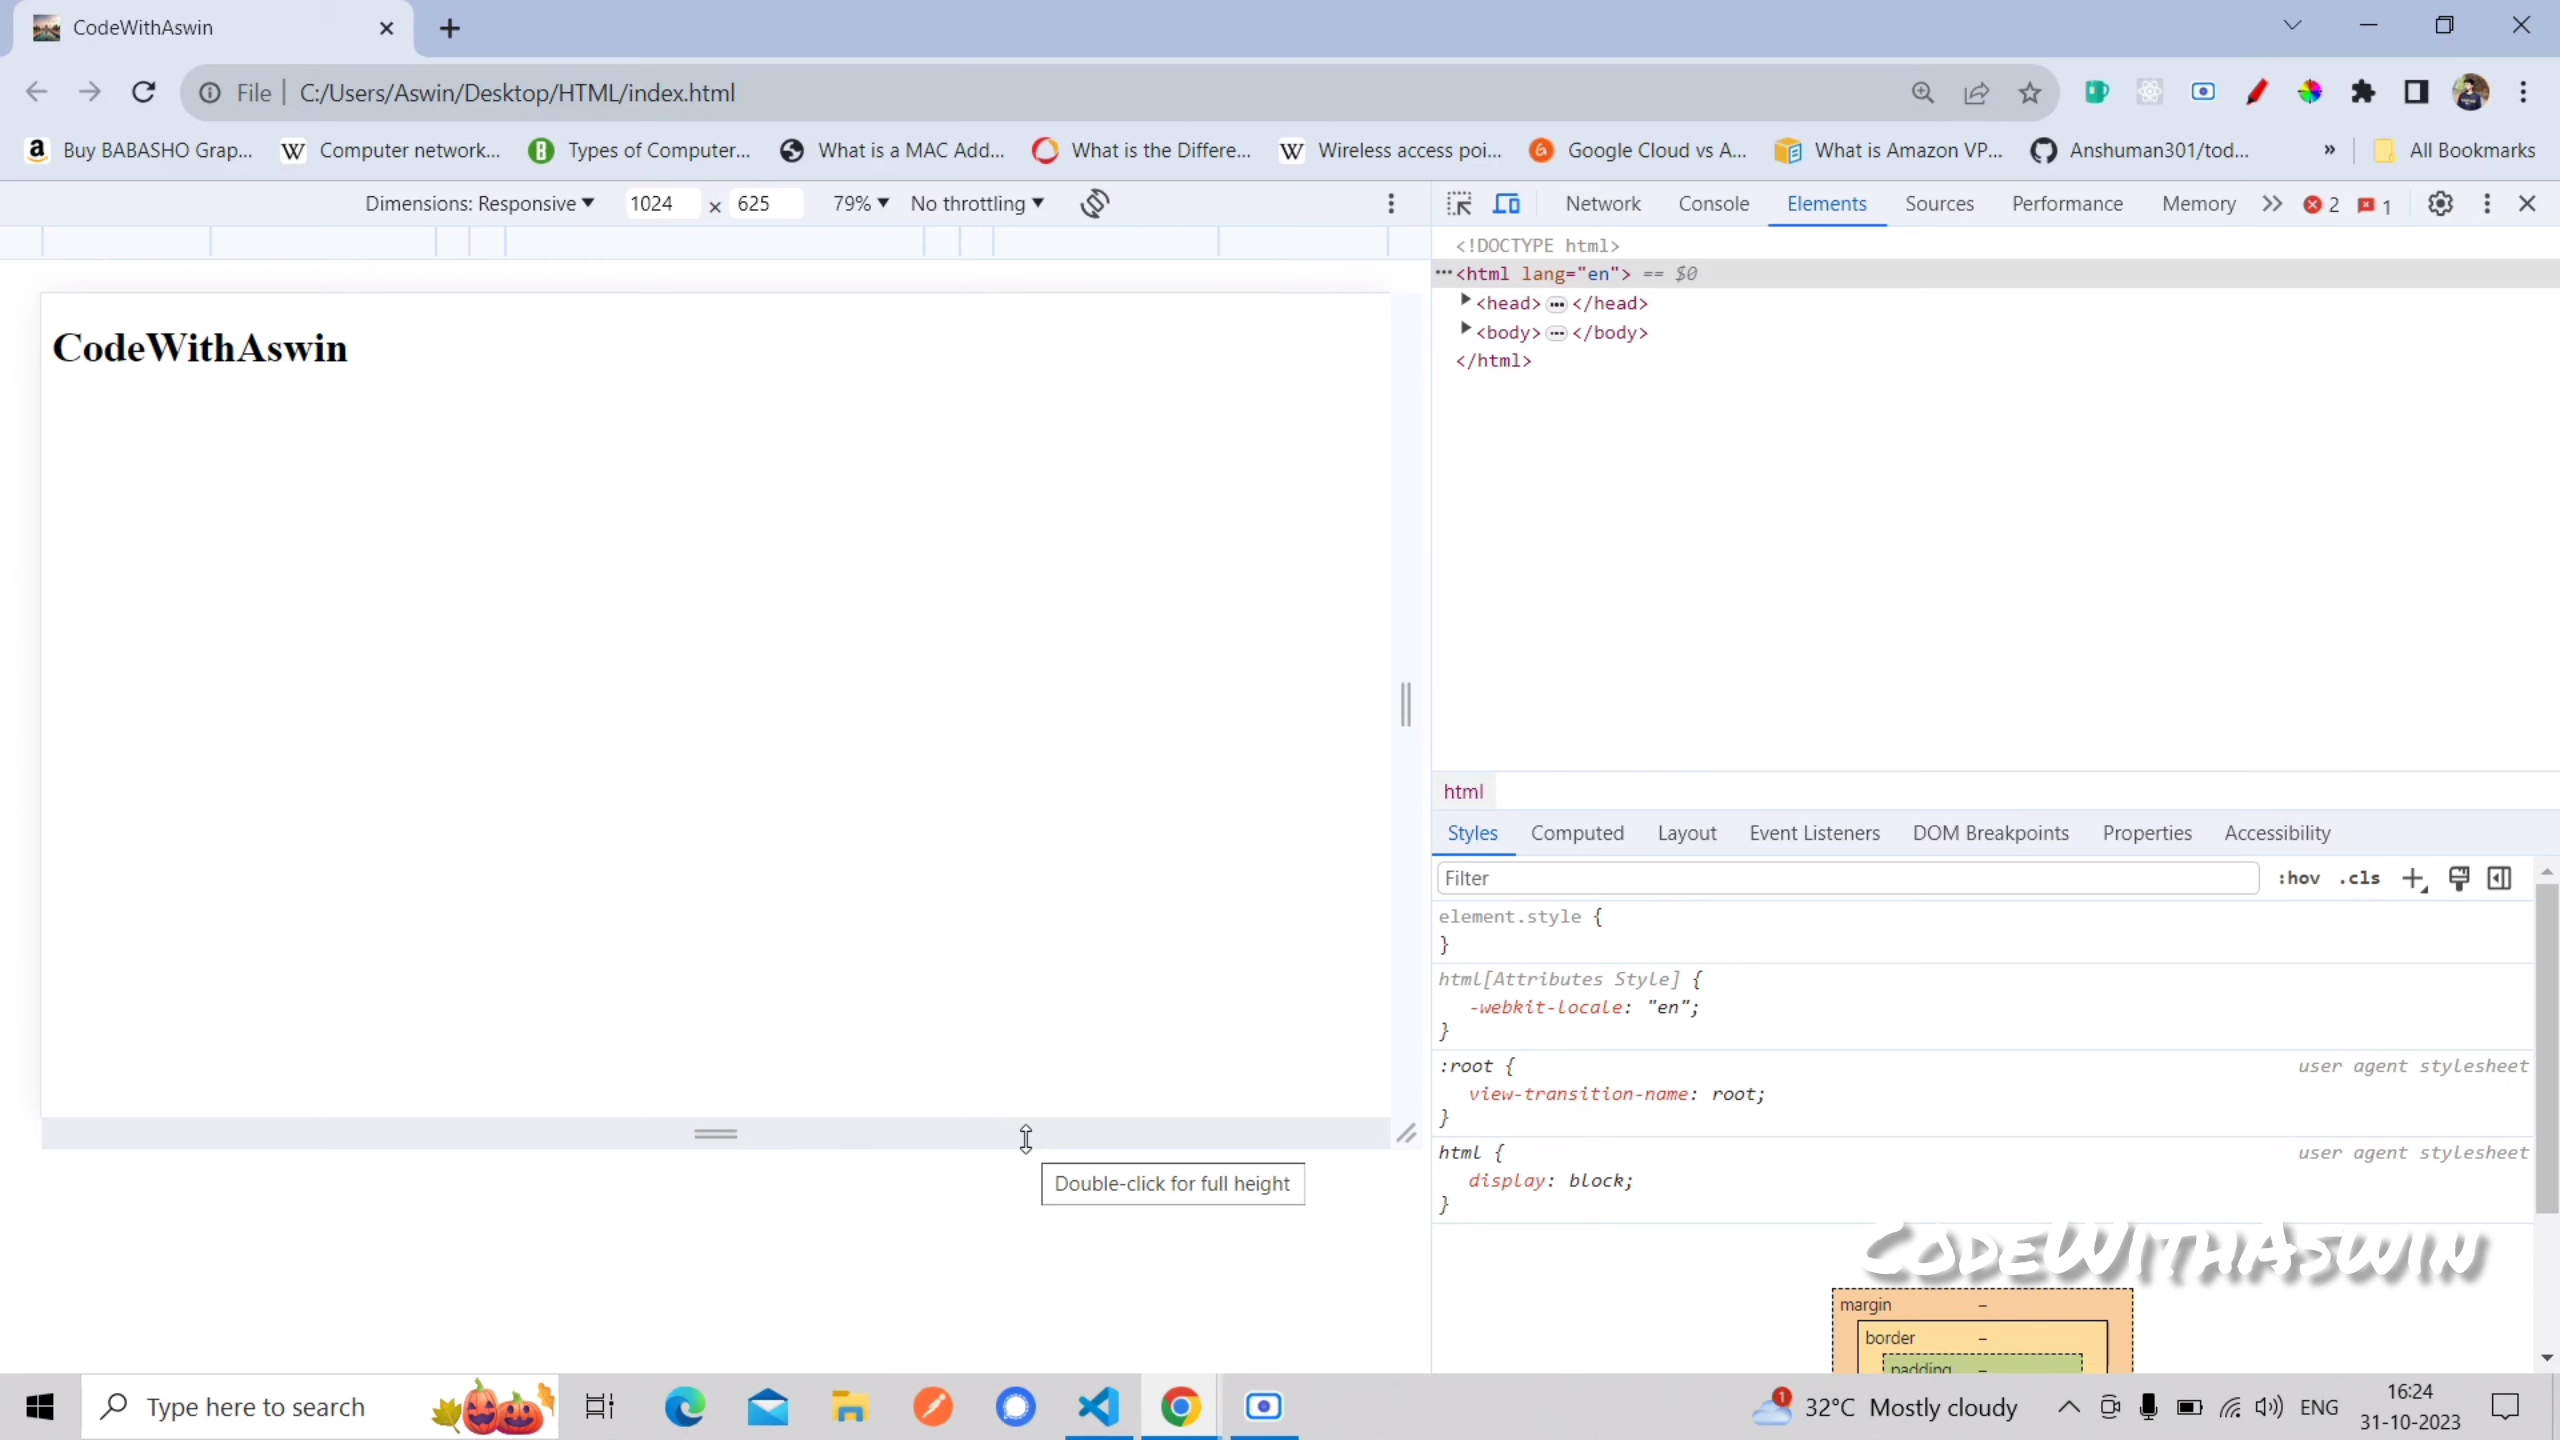 CodeWithAswin
File
C:/Users/Aswin/Desktop/HTML/index.html
Buy BABASHO Grap...
Computer network...
Types of Computer...
What is a MAC Add...
What is the Differe...
Wireless access poi...
Google Cloud vs A...
What is Amazon VP...
Anshuman301/tod...
»
All Bookmarks
Dimensions: Responsive ▼ 1024 × 625 79% ▼ No throttling ▼
Network Console Elements Sources Performance Memory 2 1
<!DOCTYPE html>
<html lang="en"> == $0
<head> … </head>
<body> … </body>
</html>
CodeWithAswin
html
Styles Computed Layout Event Listeners DOM Breakpoints Properties Accessibility
Filter :hov .cls
element.style {
}
html[Attributes Style] {
-webkit-locale: "en";
}
:root { user agent stylesheet
view-transition-name: root;
}
html { user agent stylesheet
display: block;
}
Double-click for full height
CodeWithAswin
margin –
border –
padding –
Type here to search
1
32°C Mostly cloudy
ENG
16:24
31-10-2023